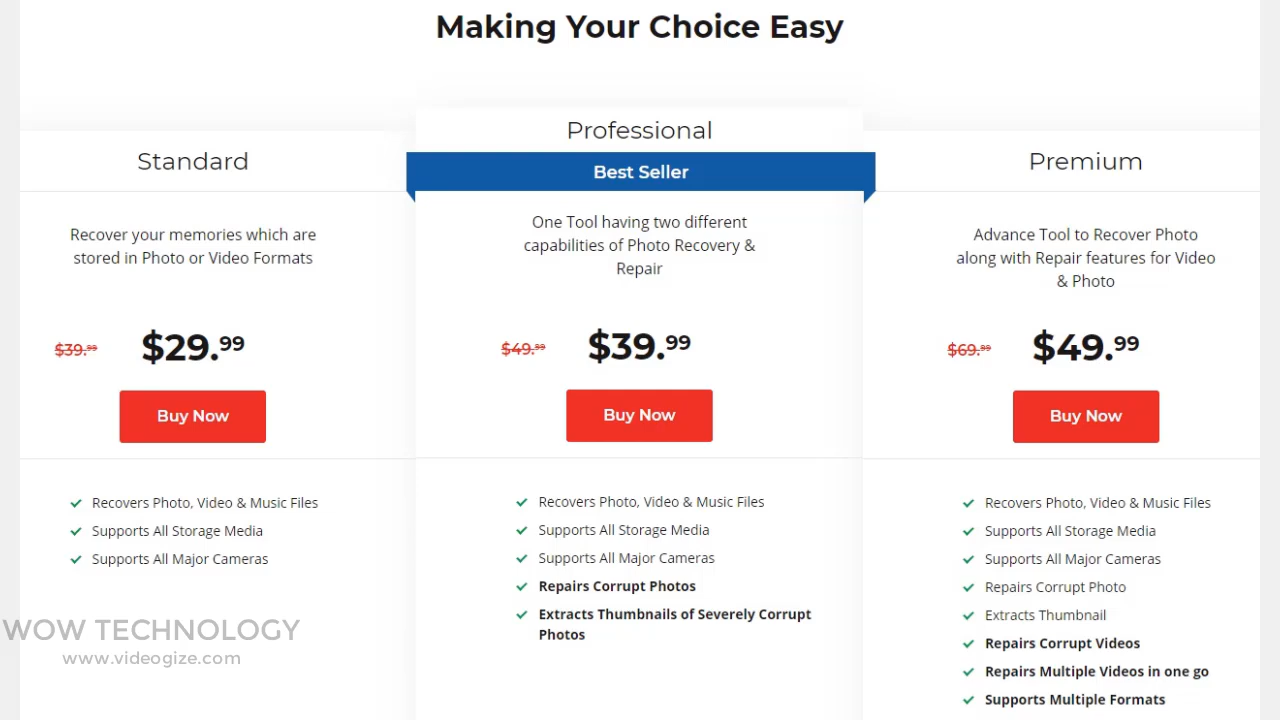 Making Your Choice Easy
Standard
Recover your memories which are
stored in Photo or Video Formats
$39.99
$29.99
Buy Now
Recovers Photo, Video & Music Files
Supports All Storage Media
Supports All Major Cameras
Professional
Best Seller
One Tool having two different
capabilities of Photo Recovery &
Repair
$49.99
$39.99
Buy Now
Recovers Photo, Video & Music Files
Supports All Storage Media
Supports All Major Cameras
Repairs Corrupt Photos
Extracts Thumbnails of Severely Corrupt
Photos
Premium
Advance Tool to Recover Photo
along with Repair features for Video
& Photo
$69.99
$49.99
Buy Now
Recovers Photo, Video & Music Files
Supports All Storage Media
Supports All Major Cameras
Repairs Corrupt Photo
Extracts Thumbnail
Repairs Corrupt Videos
Repairs Multiple Videos in one go
Supports Multiple Formats
WOW TECHNOLOGY
www.videogize.com